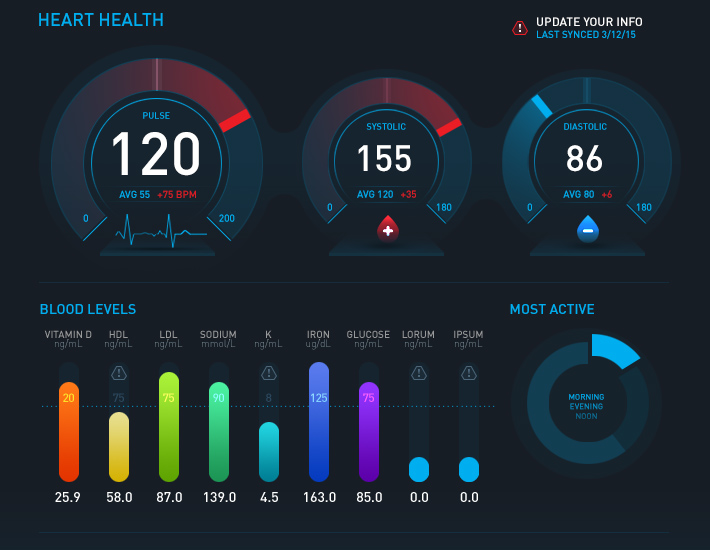 HEART HEALTH
UPDATE YOUR INFO
LAST SYNCED 3/12/15
PULSE
120
AVG 55 +75 BPM
0 200
SYSTOLIC
155
AVG 120 +35
0 180
DIASTOLIC
86
AVG 80 +6
0 180
BLOOD LEVELS
VITAMIN D HDL LDL SODIUM K IRON GLUCOSE LORUM IPSUM
ng/mL ng/mL ng/mL mmol/L ng/mL ug/dL ng/mL ng/mL ng/mL
20 75 75 90 8 125 75
25.9 58.0 87.0 139.0 4.5 163.0 85.0 0.0 0.0
MOST ACTIVE
MORNING
EVENING
NOON